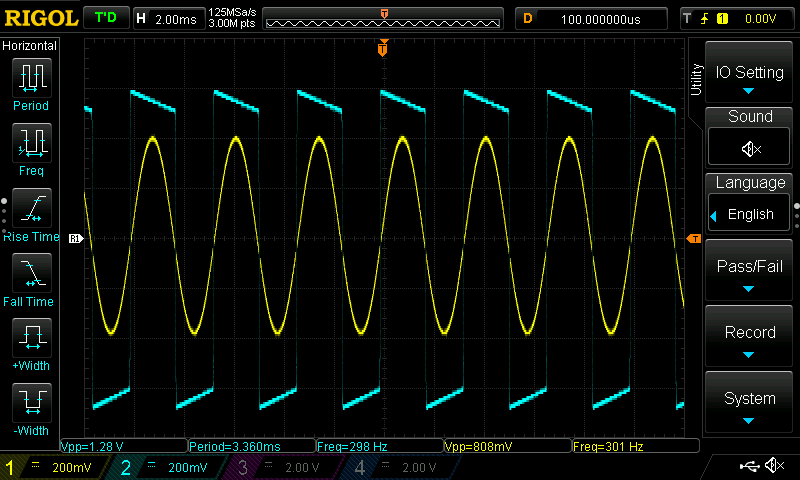 RIGOL T'D H 2.00ms 125MSa/s 3.00M pts T D 100.000000us T 1 0.00V
Horizontal
Period
Freq
Rise Time
Fall Time
+Width
-Width
T
R1
T
Utility
IO Setting
Sound
Language
English
Pass/Fail
Record
System
Vpp=1.28 V Period=3.360ms Freq=298 Hz Vpp=808mV Freq=301 Hz
1 200mV 2 200mV 3 2.00 V 4 2.00 V